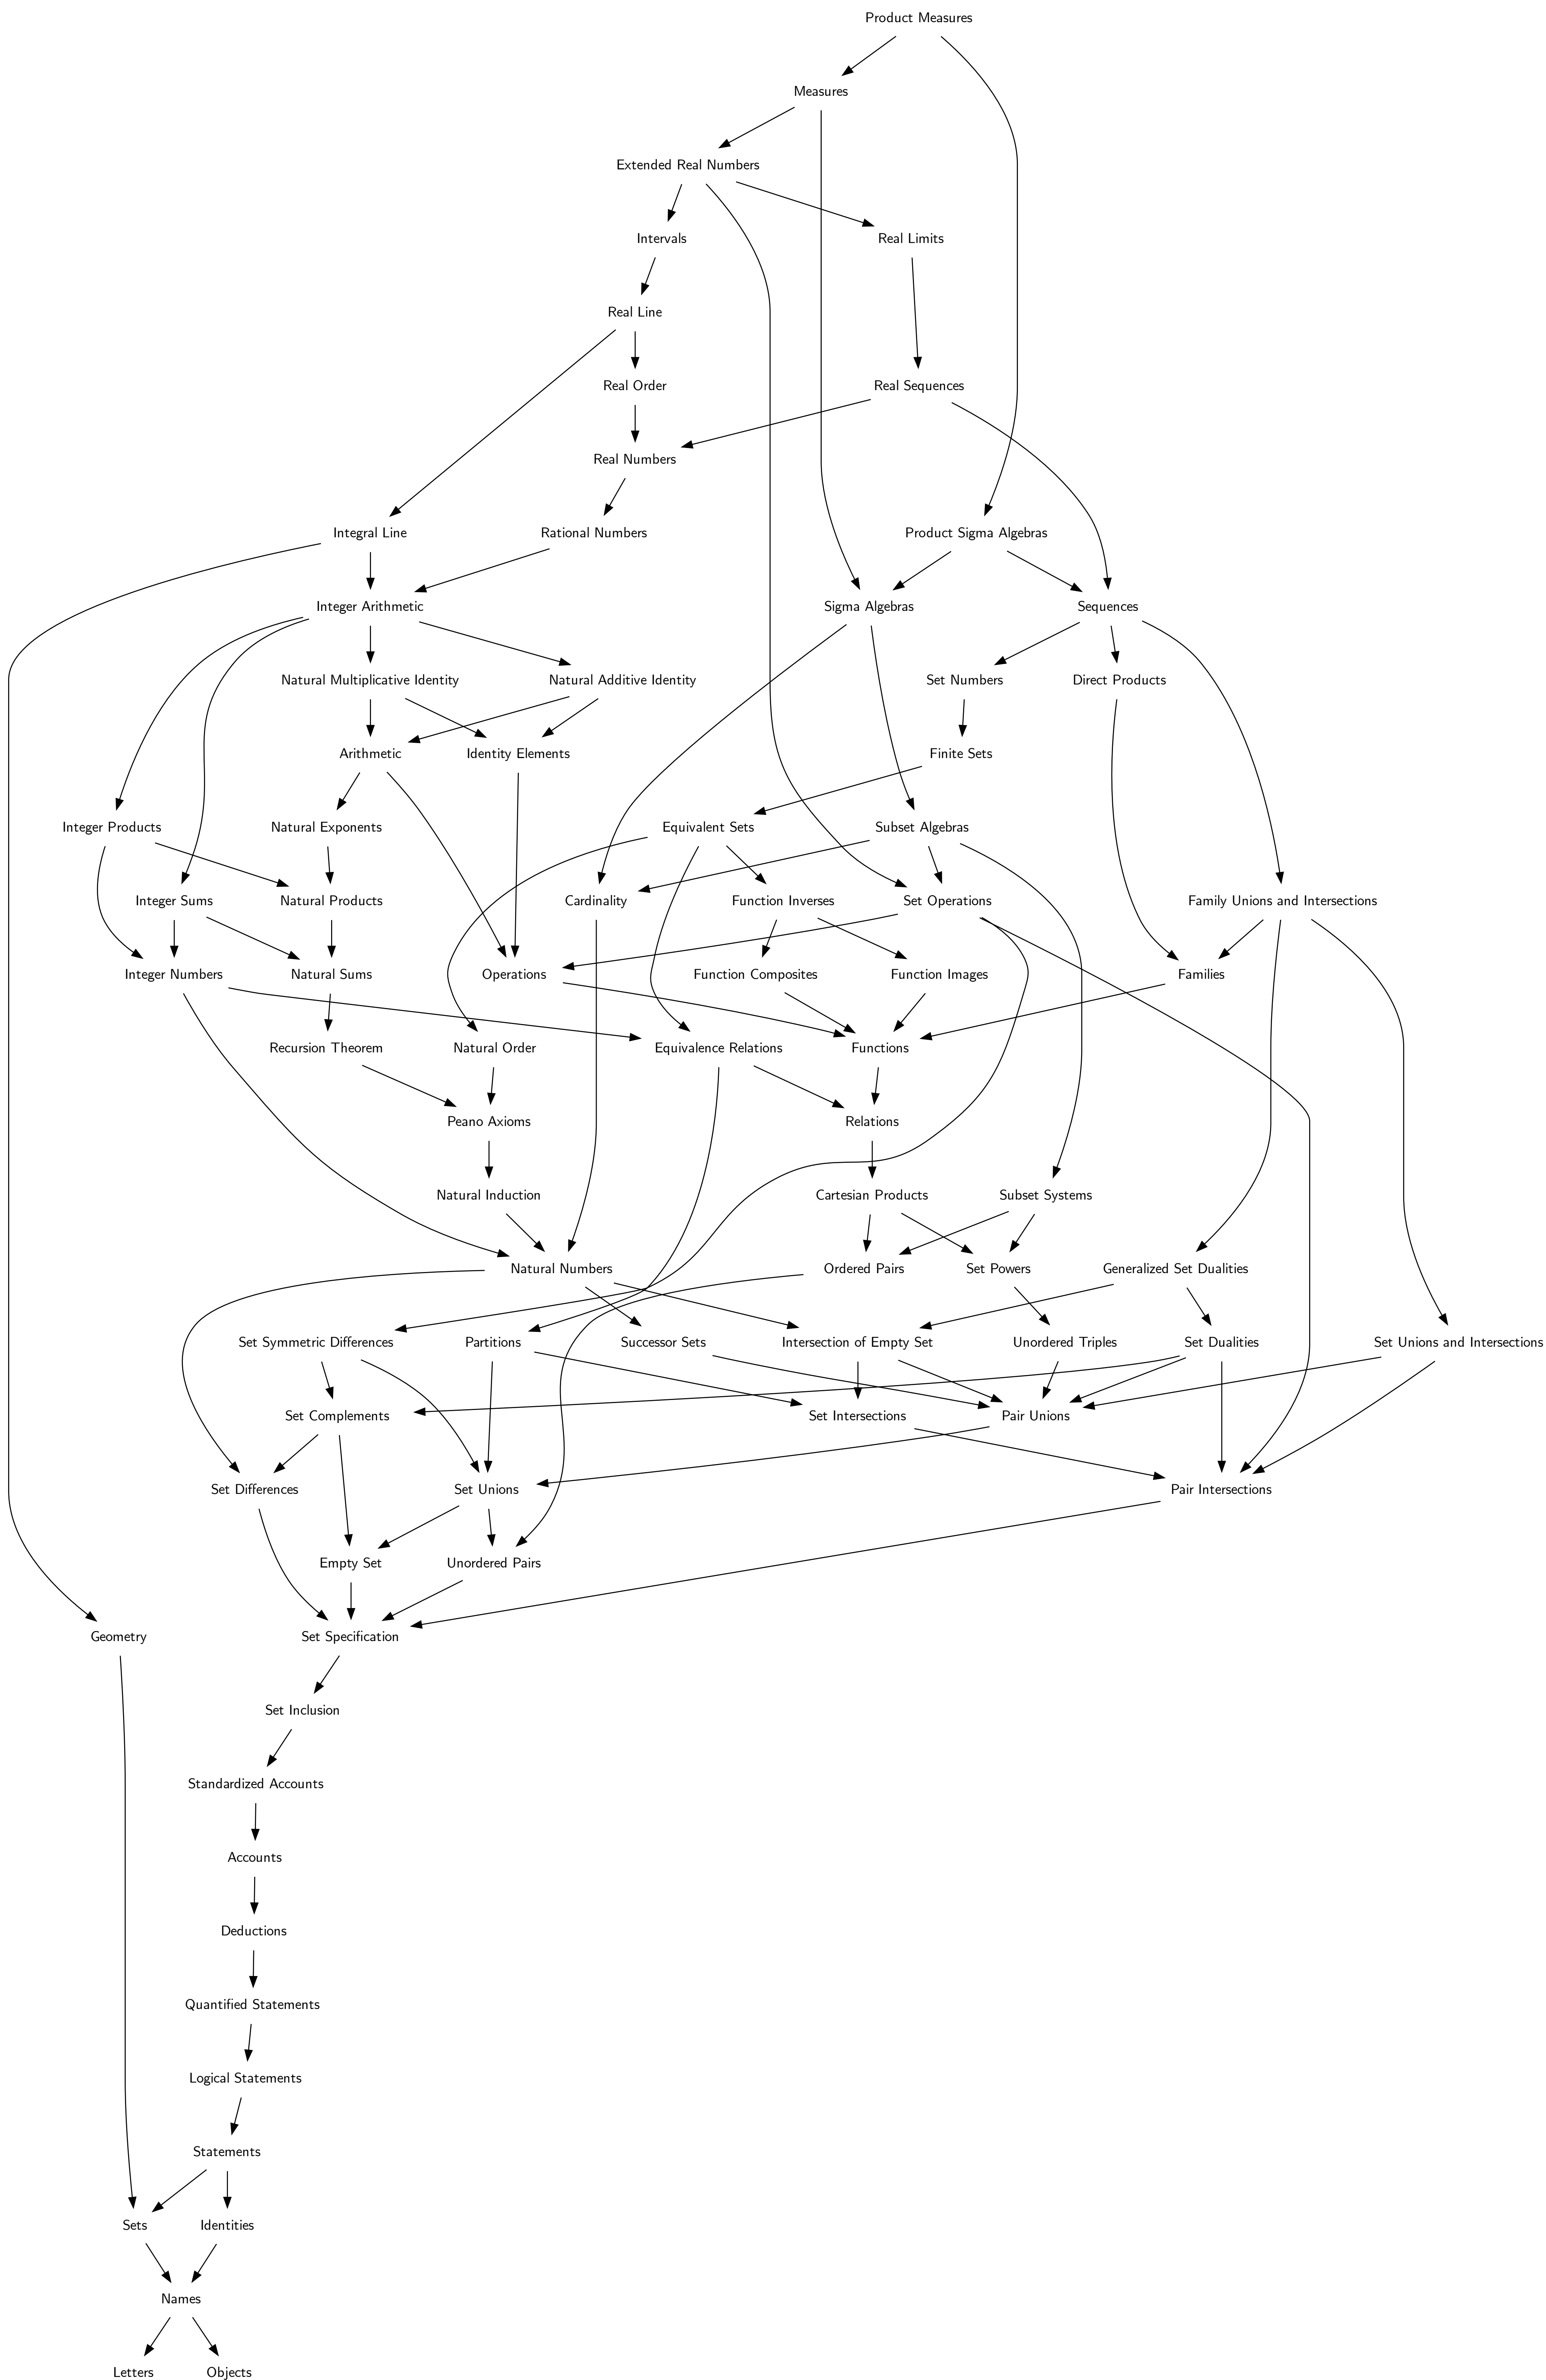 Product Measures
Measures
Extended Real Numbers
Intervals
Real Limits
Real Line
Real Order
Real Sequences
Real Numbers
Integral Line
Rational Numbers
Product Sigma Algebras
Integer Arithmetic
Sigma Algebras
Sequences
Natural Multiplicative Identity
Natural Additive Identity
Set Numbers
Direct Products
Arithmetic
Identity Elements
Finite Sets
Integer Products
Natural Exponents
Equivalent Sets
Subset Algebras
Integer Sums
Natural Products
Cardinality
Function Inverses
Set Operations
Family Unions and Intersections
Integer Numbers
Natural Sums
Operations
Function Composites
Function Images
Families
Recursion Theorem
Natural Order
Equivalence Relations
Functions
Peano Axioms
Relations
Natural Induction
Cartesian Products
Subset Systems
Natural Numbers
Ordered Pairs
Set Powers
Generalized Set Dualities
Set Symmetric Differences
Partitions
Successor Sets
Intersection of Empty Set
Unordered Triples
Set Dualities
Set Unions and Intersections
Set Complements
Set Intersections
Pair Unions
Set Differences
Set Unions
Pair Intersections
Empty Set
Unordered Pairs
Geometry
Set Specification
Set Inclusion
Standardized Accounts
Accounts
Deductions
Quantified Statements
Logical Statements
Statements
Sets
Identities
Names
Letters
Objects